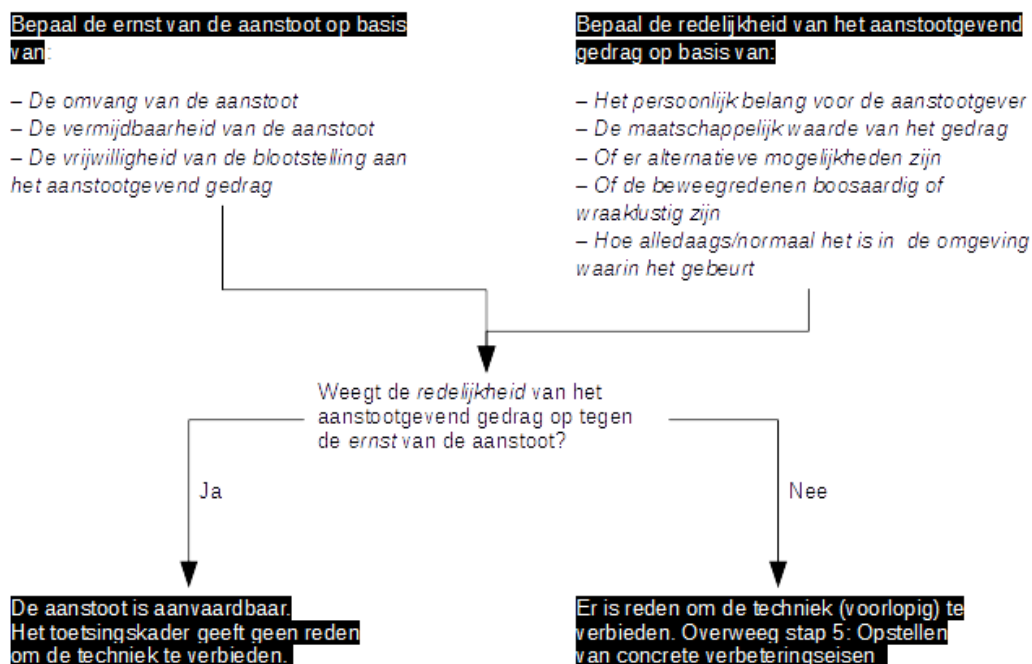 Bepaal de ernst van de aanstoot op basis
van:
– De omvang van de aanstoot
– De vermijdbaarheid van de aanstoot
– De vrijwilligheid van de blootstelling aan
het aanstootgevend gedrag
Bepaal de redelijkheid van het aanstootgevend
gedrag op basis van:
– Het persoonlijk belang voor de aanstootgever
– De maatschappelijk waarde van het gedrag
– Of er alternatieve mogelijkheden zijn
– Of de beweegredenen boosaardig of
wraaklustig zijn
– Hoe alledaags/normaal het is in de omgeving
waarin het gebeurt
Weegt de redelijkheid van het
aanstootgevend gedrag op tegen
de ernst van de aanstoot?
Ja
Nee
De aanstoot is aanvaardbaar.
Het toetsingskader geeft geen reden
om de techniek te verbieden.
Er is reden om de techniek (voorlopig) te
verbieden. Overweeg stap 5: Opstellen
van concrete verbeteringseisen